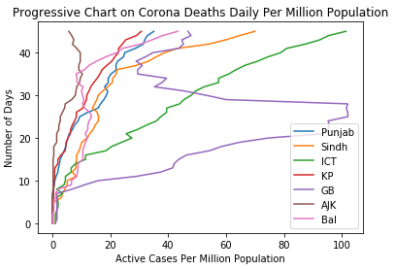 Progressive Chart on Corona Deaths Daily Per Million Population
Number of Days
40
30
20
10
0
Punjab
Sindh
ICT
KP
GB
AJK
Bal
0 20 40 60 80 100
Active Cases Per Million Population